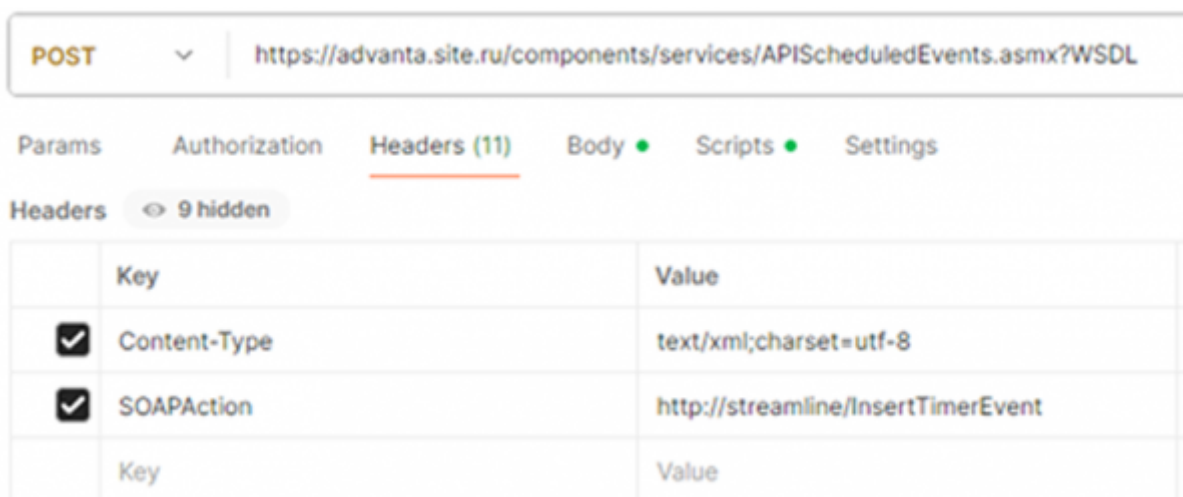 POST https://advanta.site.ru/components/services/APIScheduledEvents.asmx?WSDL
Params Authorization Headers (11) Body Scripts Settings
Headers 9 hidden
Key Value
Content-Type text/xml;charset=utf-8
SOAPAction http://streamline/InsertTimerEvent
Key Value